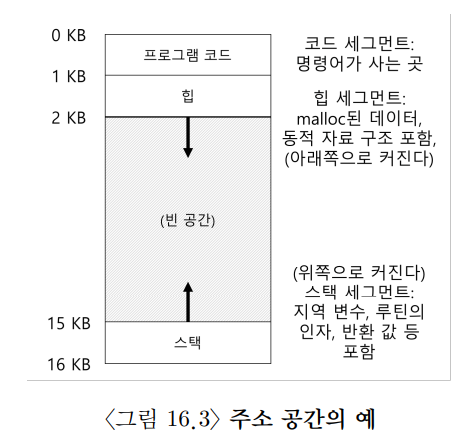 0 KB
프로그램 코드
1 KB
힙
2 KB
(빈 공간)
15 KB
스택
16 KB
코드 세그먼트:
명령어가 사는 곳
힙 세그먼트:
malloc된 데이터,
동적 자료 구조 포함,
(아래쪽으로 커진다)
(위쪽으로 커진다)
스택 세그먼트:
지역 변수, 루틴의
인자, 반환 값 등
포함
〈그림 16.3〉 주소 공간의 예